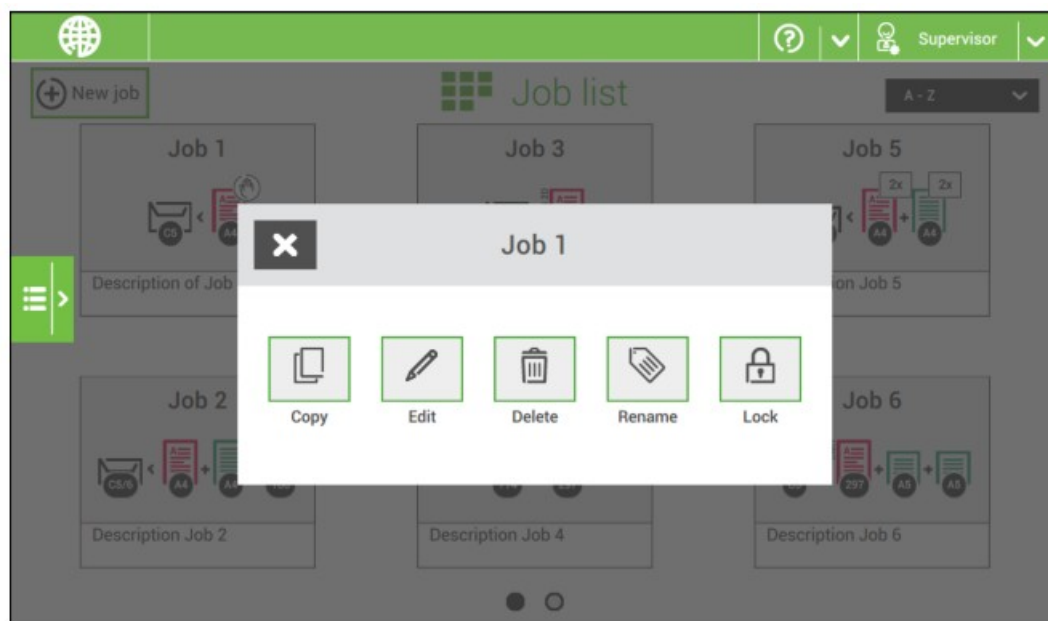 Supervisor
New job
Job list
A - Z
Job 1
Job 3
Job 5
2x
2x
C5
A4
A4
A4
Description of Job
on Job 5
Job 1
Copy
Edit
Delete
Rename
Lock
Job 2
Job 6
C5/6
A4
297
A5
A5
Description Job 2
Description Job 4
Description Job 6